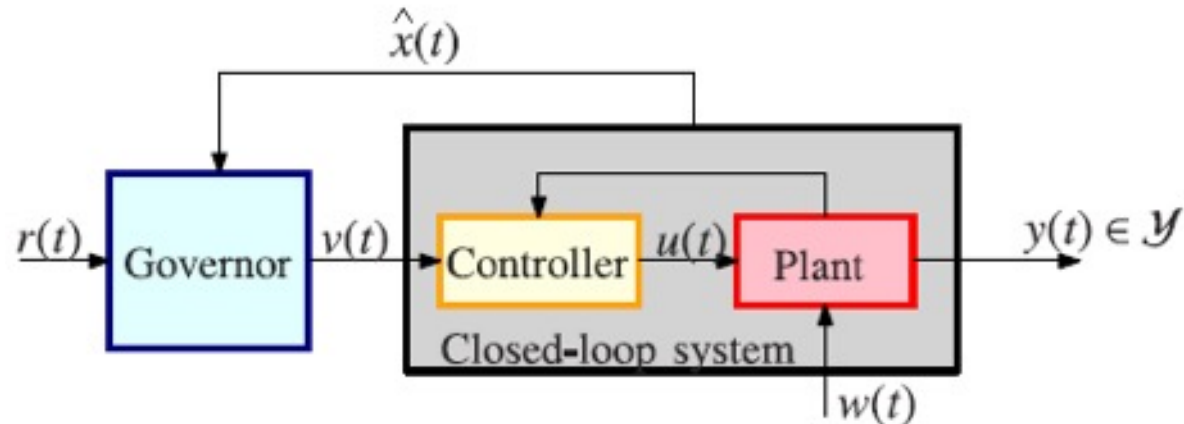 x̂(t)
r(t)
Governor
v(t)
Controller
u(t)
Plant
y(t) ∈ 𝒴
Closed-loop system
w(t)